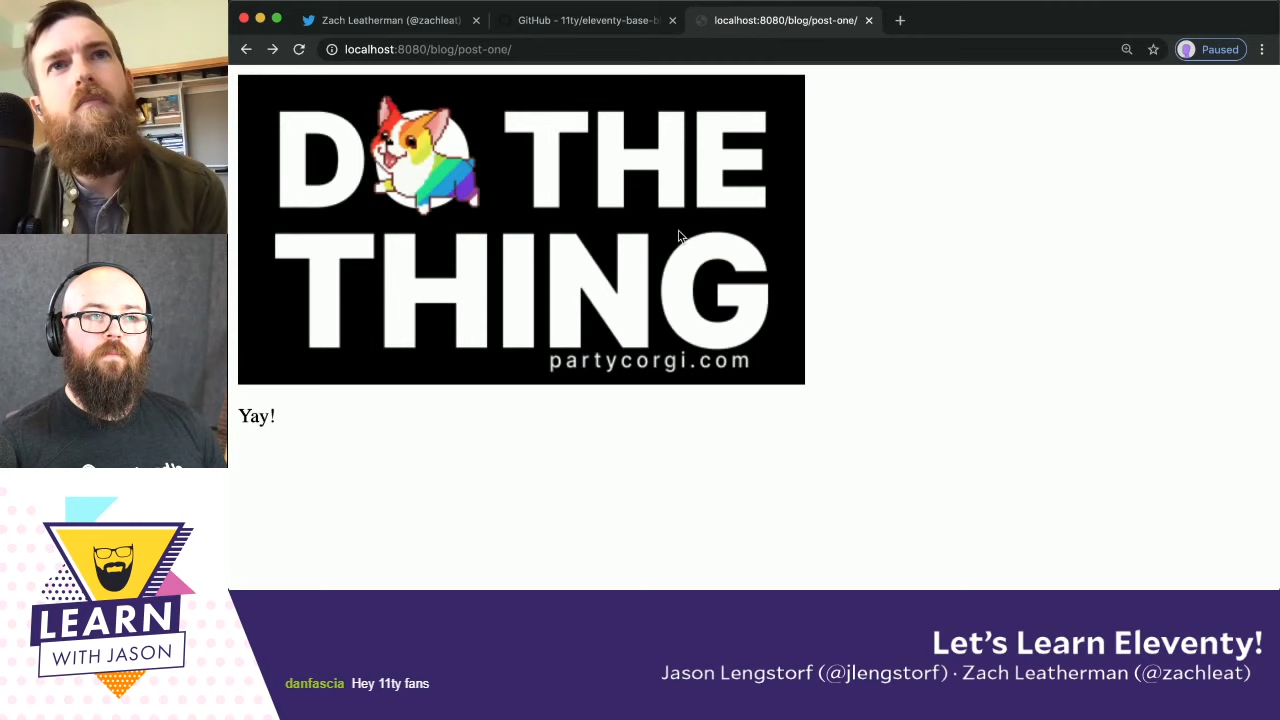 Zach Leatherman (@zachleat)
GitHub - 11ty/eleventy-base-b
localhost:8080/blog/post-one/
localhost:8080/blog/post-one/
Paused
DO THE
THING
partycorgi.com
Yay!
LEARN
WITH JASON
danfascia Hey 11ty fans
Let's Learn Eleventy!
Jason Lengstorf (@jlengstorf) · Zach Leatherman (@zachleat)